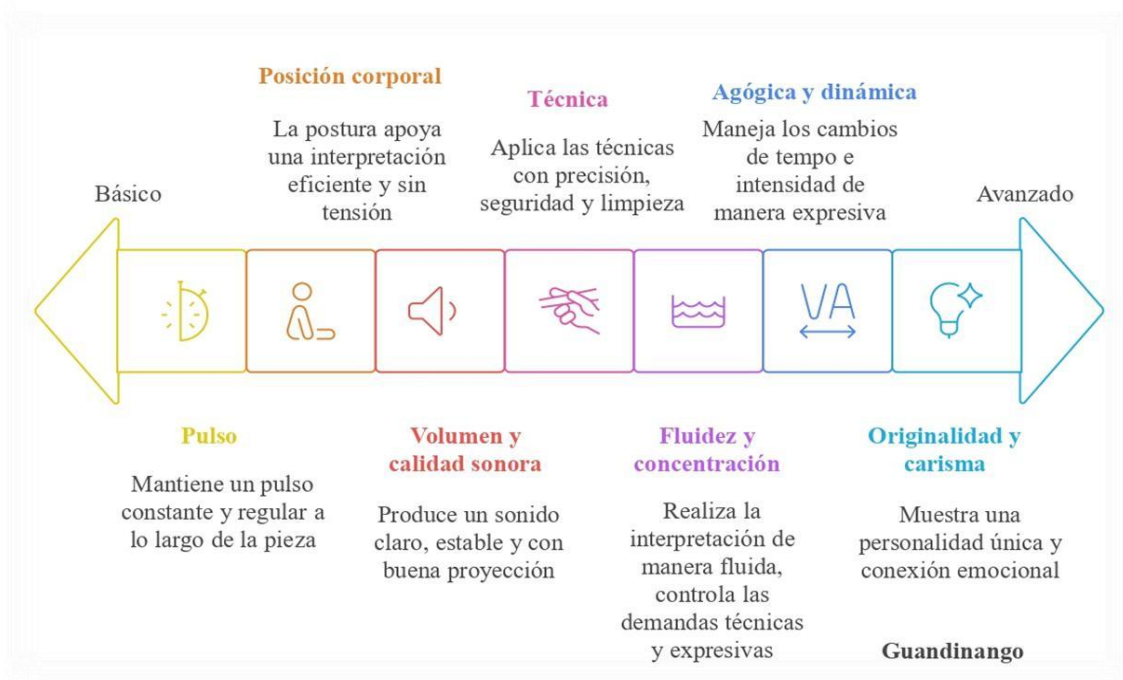 Posición corporal
La postura apoya
una interpretación
eficiente y sin
tensión
Técnica
Aplica las técnicas
con precisión,
seguridad y limpieza
Agógica y dinámica
Maneja los cambios
de tempo e
intensidad de
manera expresiva
Básico
Avanzado
VA
Pulso
Mantiene un pulso
constante y regular a
lo largo de la pieza
Volumen y
calidad sonora
Produce un sonido
claro, estable y con
buena proyección
Fluidez y
concentración
Realiza la
interpretación de
manera fluida,
controla las
demandas técnicas
y expresivas
Originalidad y
carisma
Muestra una
personalidad única y
conexión emocional
Guandinango